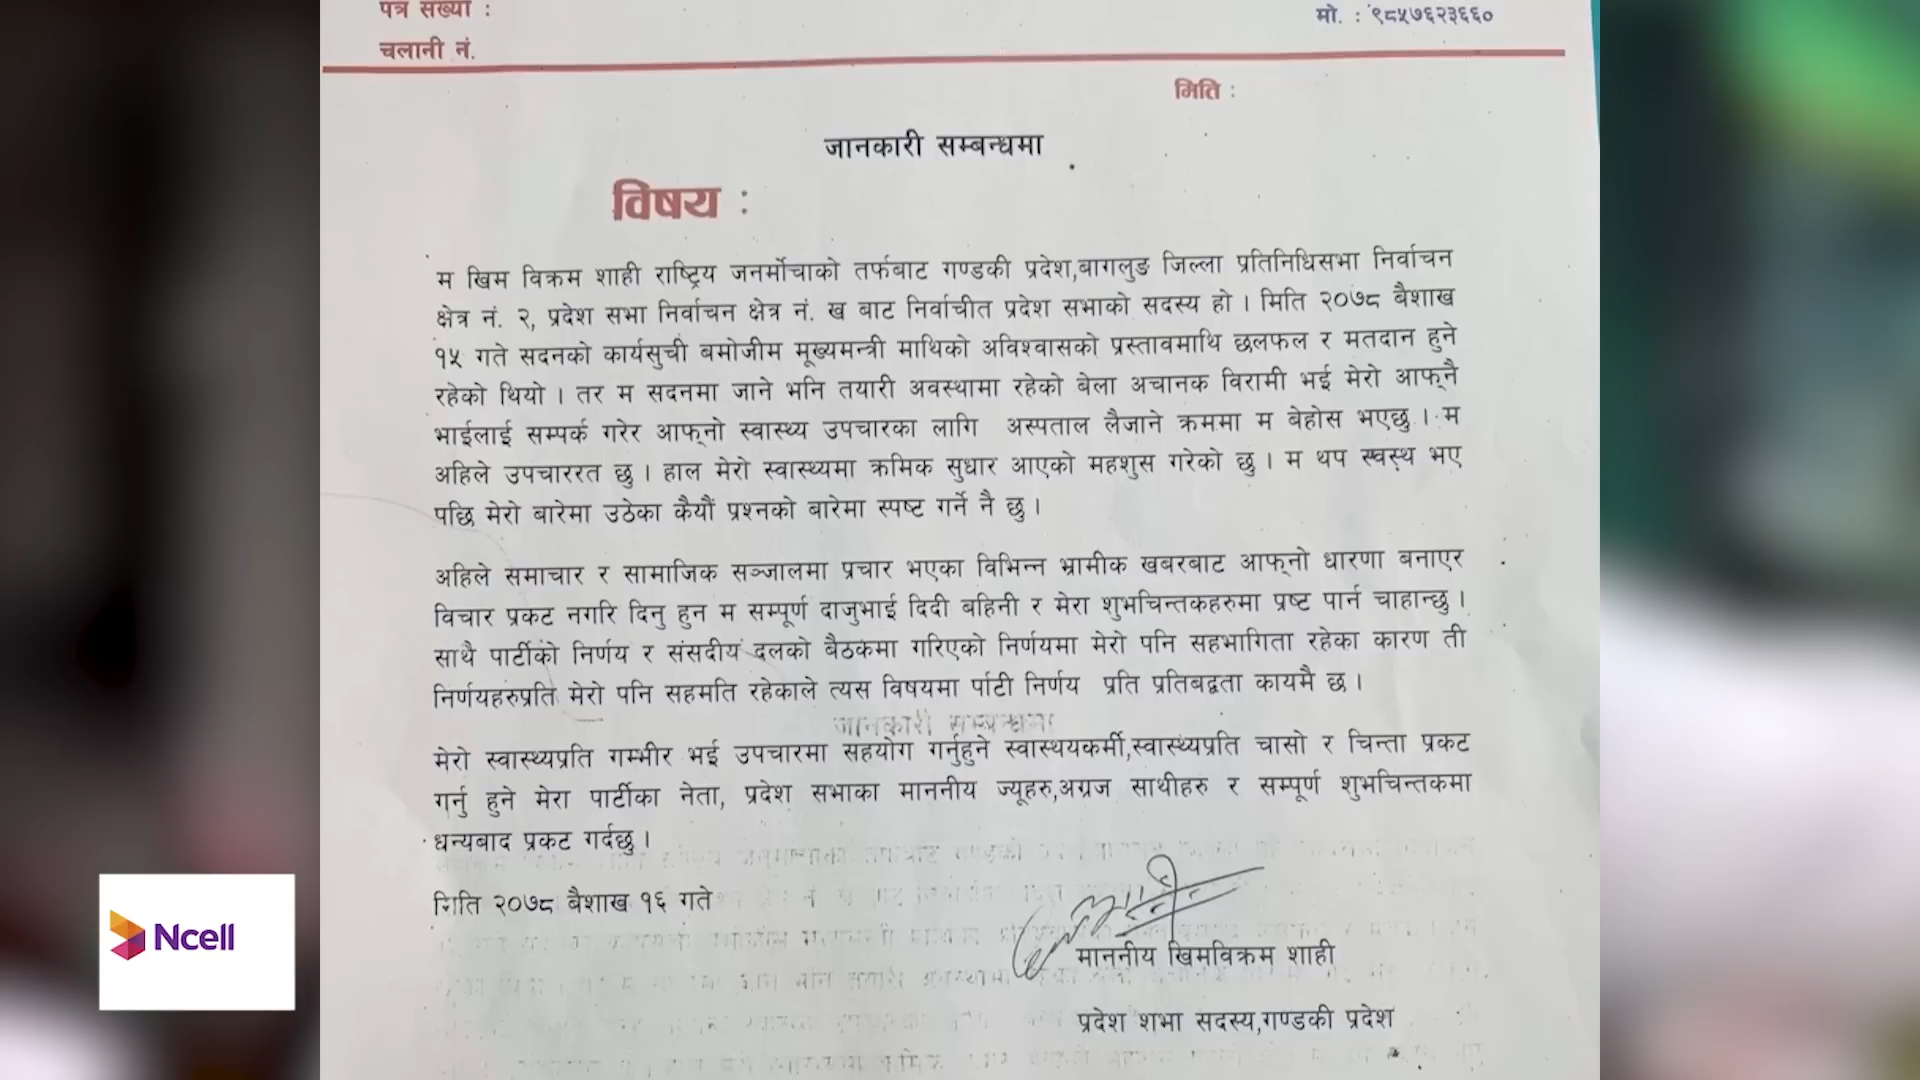 पत्र संख्या :
मो. : ९८५७६२३६६०
चलानी नं.
मिति :
जानकारी सम्बन्धमा
विषय :
म खिम विक्रम शाही राष्ट्रिय जनर्मोचाको तर्फबाट गण्डकी प्रदेश,बागलुङ जिल्ला प्रतिनिधिसभा निर्वाचन
क्षेत्र नं. २, प्रदेश सभा निर्वाचन क्षेत्र नं. ख बाट निर्वाचीत प्रदेश सभाको सदस्य हो । मिति २०७८ बैशाख
१५ गते सदनको कार्यसुची बमोजीम मूख्यमन्त्री माथिको अविश्वासको प्रस्तावमाथि छलफल र मतदान हुने
रहेको थियो । तर म सदनमा जाने भनि तयारी अवस्थामा रहेको बेला अचानक विरामी भई मेरो आफ्नै
भाईलाई सम्पर्क गरेर आफ्नो स्वास्थ्य उपचारका लागि अस्पताल लैजाने क्रममा म बेहोस भएछु । म
अहिले उपचाररत छु । हाल मेरो स्वास्थ्यमा क्रमिक सुधार आएको महशुस गरेको छु । म थप स्वस्थ भए
पछि मेरो बारेमा उठेका कैयौं प्रश्नको बारेमा स्पष्ट गर्ने नै छु ।
अहिले समाचार र सामाजिक सञ्जालमा प्रचार भएका विभिन्न भ्रामीक खबरबाट आफ्नो धारणा बनाएर
विचार प्रकट नगरि दिनु हुन म सम्पूर्ण दाजुभाई दिदी बहिनी र मेरा शुभचिन्तकहरुमा प्रष्ट पार्न चाहान्छु ।
साथै पार्टीको निर्णय र संसदीय दलको बैठकमा गरिएको निर्णयमा मेरो पनि सहभागिता रहेका कारण ती
निर्णयहरुप्रति मेरो पनि सहमति रहेकाले त्यस विषयमा र्पाटी निर्णय प्रति प्रतिबद्वता कायमै छ ।
जानकारी सम्बन्धमा
मेरो स्वास्थ्यप्रति गम्भीर भई उपचारमा सहयोग गर्नुहुने स्वास्थयकर्मी,स्वास्थ्यप्रति चासो र चिन्ता प्रकट
गर्नु हुने मेरा पार्टीका नेता, प्रदेश सभाका माननीय ज्यूहरु,अग्रज साथीहरु र सम्पूर्ण शुभचिन्तकमा
धन्यबाद प्रकट गर्दछु ।
मिति २०७८ बैशाख १६ गते
माननीय खिमविक्रम शाही
प्रदेश शभा सदस्य,गण्डकी प्रदेश
Ncell